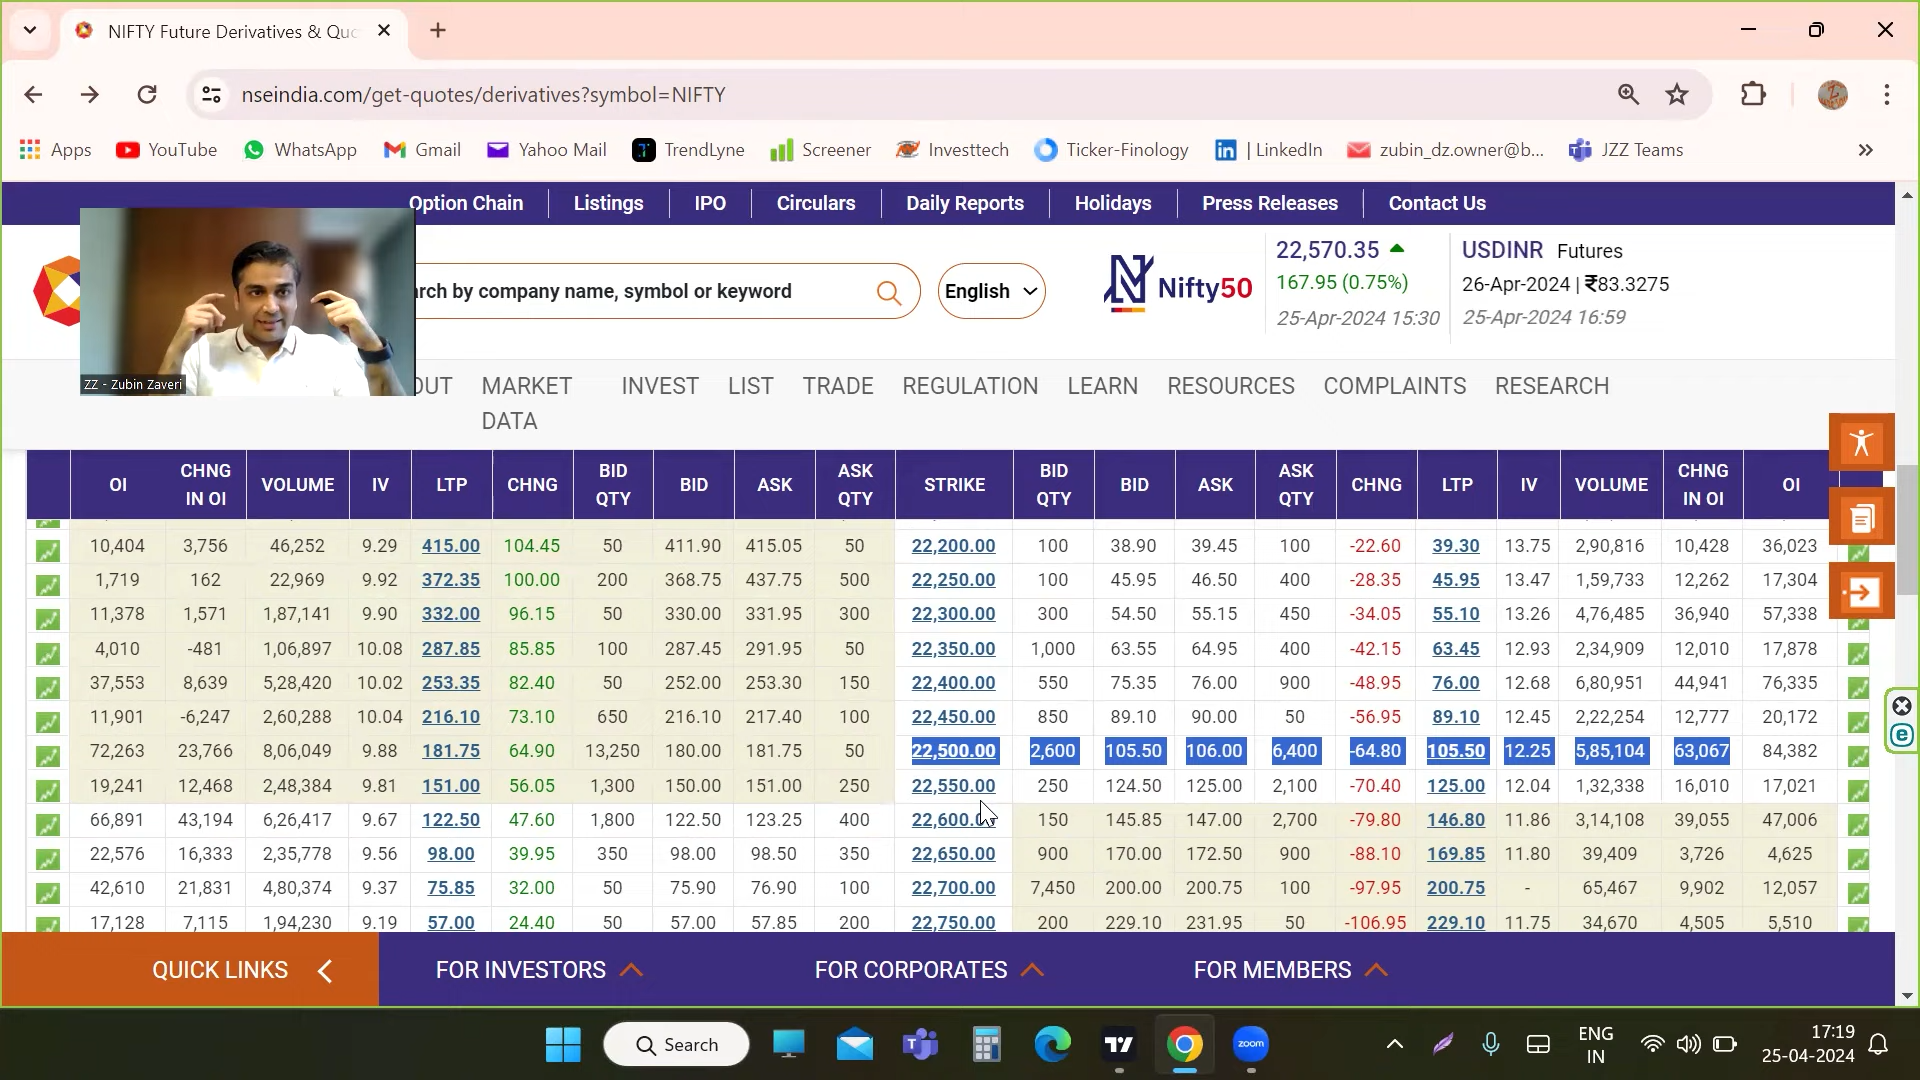 NIFTY Future Derivatives & Quo
nseindia.com/get-quotes/derivatives?symbol=NIFTY
Apps YouTube WhatsApp Gmail Yahoo Mail TrendLyne Screener Investtech Ticker-Finology | LinkedIn zubin_dz.owner@b... JZZ Teams
Option Chain Listings IPO Circulars Daily Reports Holidays Press Releases Contact Us
rch by company name, symbol or keyword
English
Nifty50
22,570.35
167.95 (0.75%)
25-Apr-2024 15:30
USDINR Futures
26-Apr-2024 | ₹83.3275
25-Apr-2024 16:59
ZZ - Zubin Zaveri
OUT MARKET DATA INVEST LIST TRADE REGULATION LEARN RESOURCES COMPLAINTS RESEARCH
OI CHNG IN OI VOLUME IV LTP CHNG BID QTY BID ASK ASK QTY STRIKE BID QTY BID ASK ASK QTY CHNG LTP IV VOLUME CHNG IN OI OI
10,404 3,756 46,252 9.29 415.00 104.45 50 411.90 415.05 50 22,200.00 100 38.90 39.45 100 -22.60 39.30 13.75 2,90,816 10,428 36,023
1,719 162 22,969 9.92 372.35 100.00 200 368.75 437.75 500 22,250.00 100 45.95 46.50 400 -28.35 45.95 13.47 1,59,733 12,262 17,304
11,378 1,571 1,87,141 9.90 332.00 96.15 50 330.00 331.95 300 22,300.00 300 54.50 55.15 450 -34.05 55.10 13.26 4,76,485 36,940 57,338
4,010 -481 1,06,897 10.08 287.85 85.85 100 287.45 291.95 50 22,350.00 1,000 63.55 64.95 400 -42.15 63.45 12.93 2,34,909 12,010 17,878
37,553 8,639 5,28,420 10.02 253.35 82.40 50 252.00 253.30 150 22,400.00 550 75.35 76.00 900 -48.95 76.00 12.68 6,80,951 44,941 76,335
11,901 -6,247 2,60,288 10.04 216.10 73.10 650 216.10 217.40 100 22,450.00 850 89.10 90.00 50 -56.95 89.10 12.45 2,22,254 12,777 20,172
72,263 23,766 8,06,049 9.88 181.75 64.90 13,250 180.00 181.75 50 22,500.00 2,600 105.50 106.00 6,400 -64.80 105.50 12.25 5,85,104 63,067 84,382
19,241 12,468 2,48,384 9.81 151.00 56.05 1,300 150.00 151.00 250 22,550.00 250 124.50 125.00 2,100 -70.40 125.00 12.04 1,32,338 16,010 17,021
66,891 43,194 6,26,417 9.67 122.50 47.60 1,800 122.50 123.25 400 22,600.00 150 145.85 147.00 2,700 -79.80 146.80 11.86 3,14,108 39,055 47,006
22,576 16,333 2,35,778 9.56 98.00 39.95 350 98.00 98.50 350 22,650.00 900 170.00 172.50 900 -88.10 169.85 11.80 39,409 3,726 4,625
42,610 21,831 4,80,374 9.37 75.85 32.00 50 75.90 76.90 100 22,700.00 7,450 200.00 200.75 100 -97.95 200.75 - 65,467 9,902 12,057
17,128 7,115 1,94,230 9.19 57.00 24.40 50 57.00 57.85 200 22,750.00 200 229.10 231.95 50 -106.95 229.10 11.75 34,670 4,505 5,510
QUICK LINKS FOR INVESTORS FOR CORPORATES FOR MEMBERS
Search
zoom
ENG
IN
17:19
25-04-2024